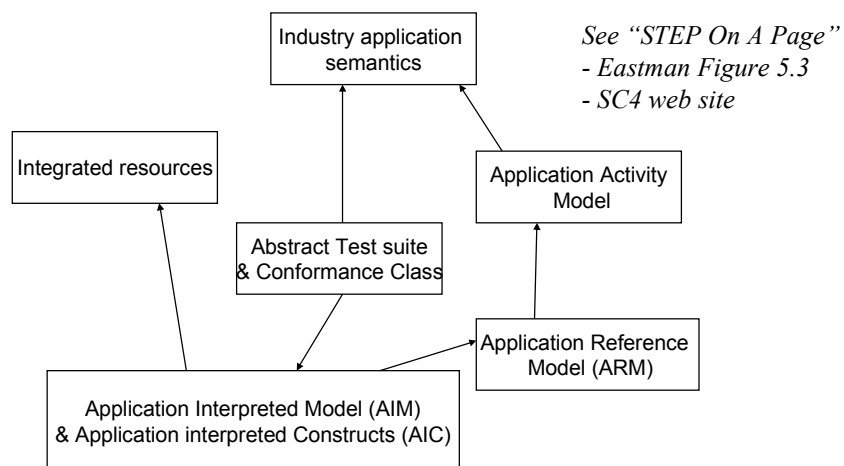 Industry application
semantics
See “STEP On A Page”
- Eastman Figure 5.3
- SC4 web site
Integrated resources
Application Activity
Model
Abstract Test suite
& Conformance Class
Application Reference
Model (ARM)
Application Interpreted Model (AIM)
& Application interpreted Constructs (AIC)